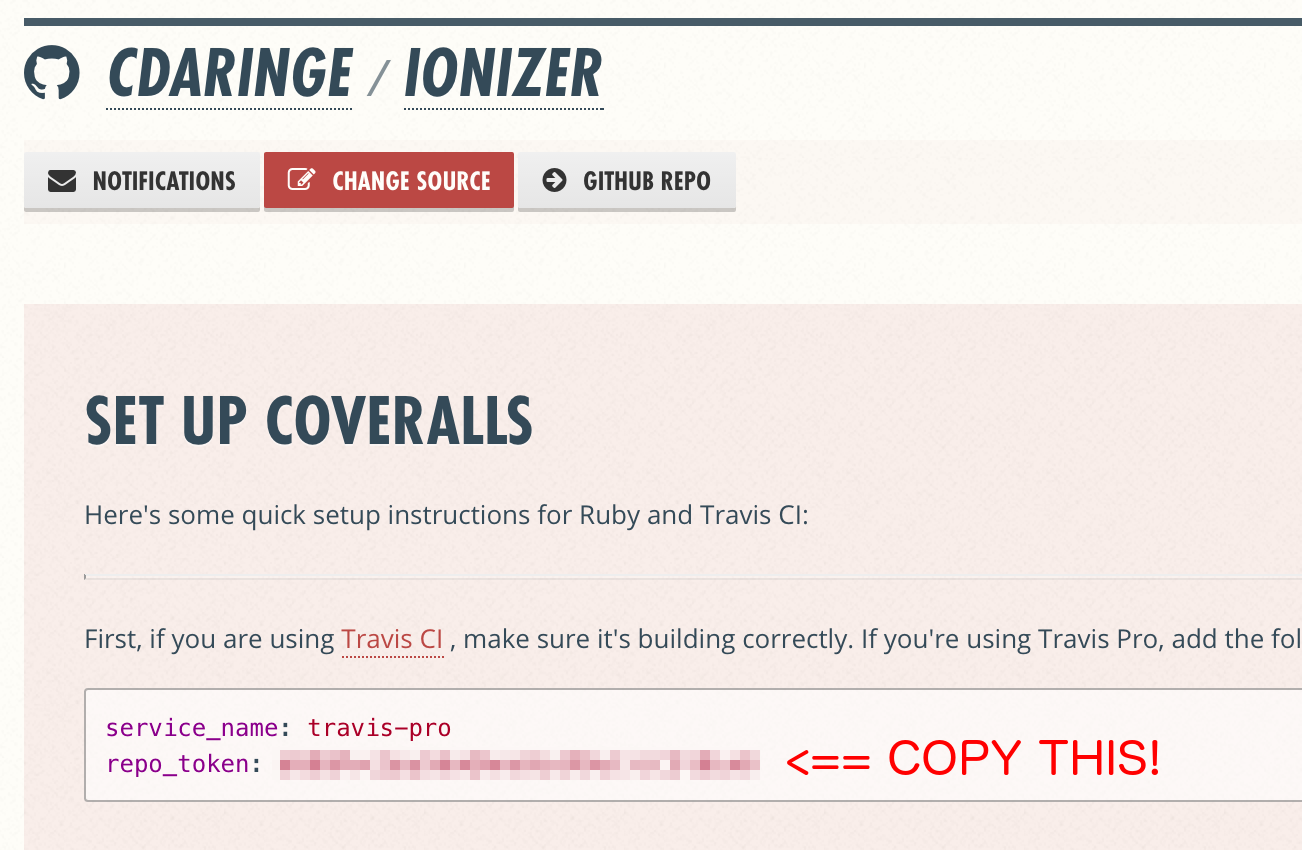 CDARINGE / IONIZER
NOTIFICATIONS CHANGE SOURCE GITHUB REPO
SET UP COVERALLS
Here's some quick setup instructions for Ruby and Travis CI:
First, if you are using Travis CI , make sure it's building correctly. If you're using Travis Pro, add the fol
service_name: travis-pro
repo_token: <== COPY THIS!